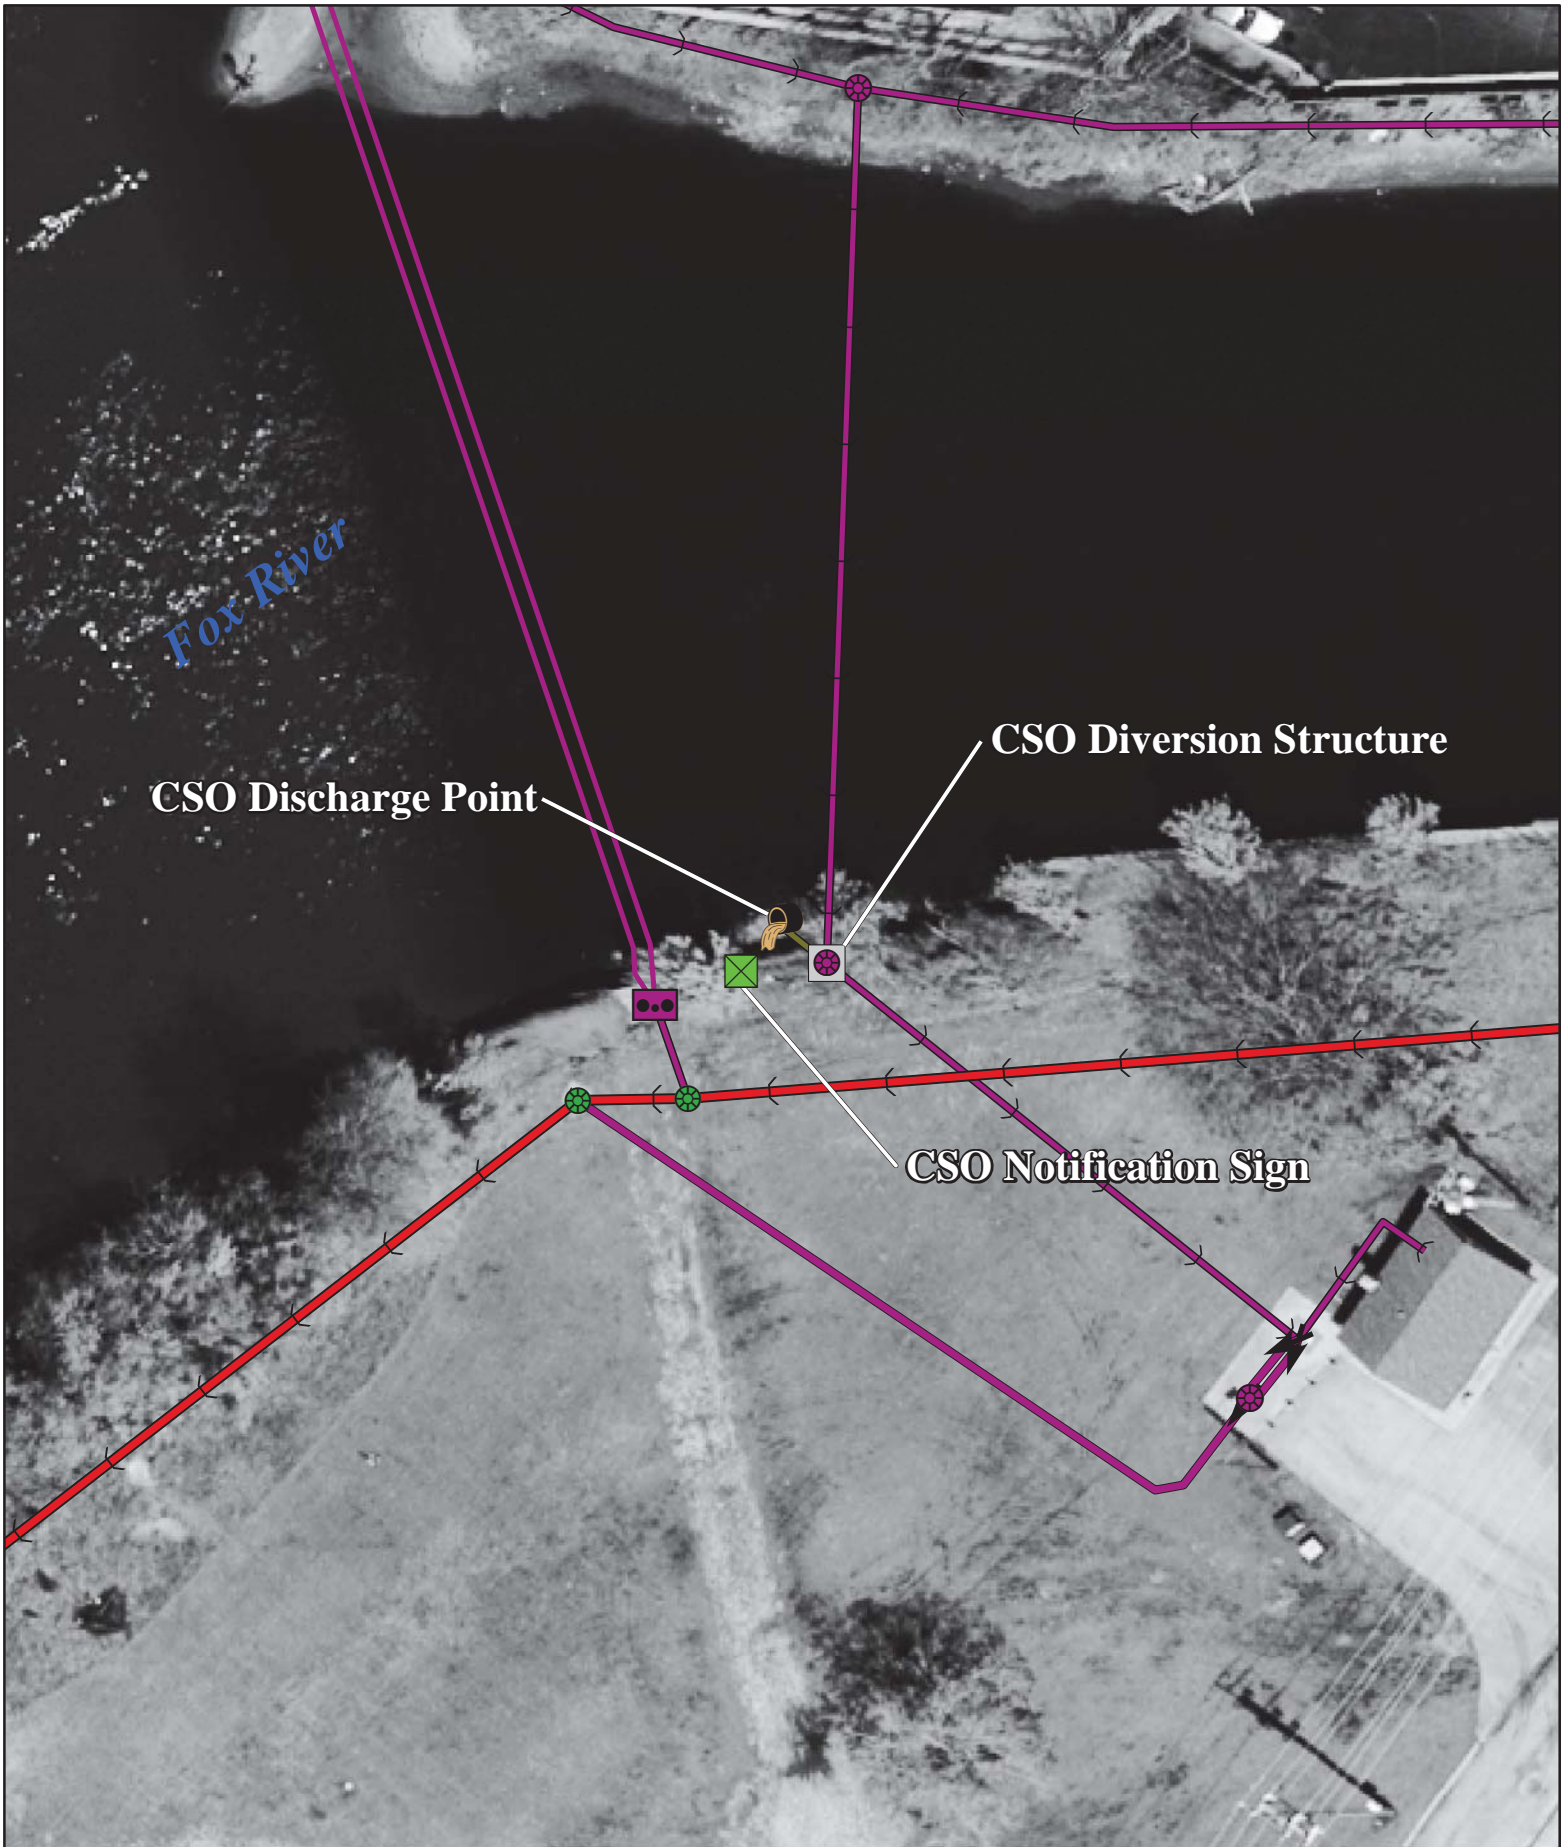 Fox River
CSO Diversion Structure
CSO Discharge Point
CSO Notification Sign